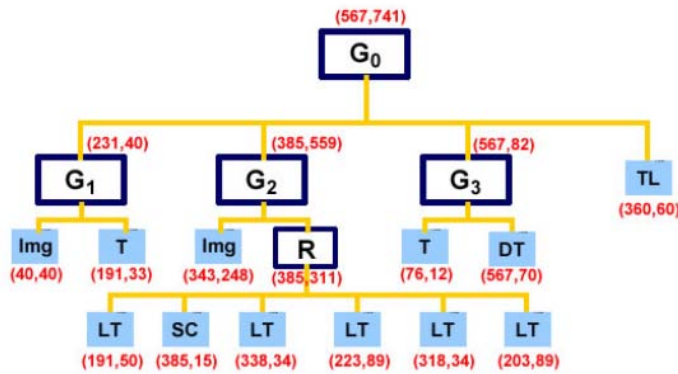 (567,741)
G0
(231,40) (385,559) (567,82)
G1 G2 G3 TL
(360,60)
Img T Img R T DT
(40,40) (191,33) (343,248) (385,311) (76,12) (567,70)
LT SC LT LT LT LT
(191,50) (385,15) (338,34) (223,89) (318,34) (203,89)